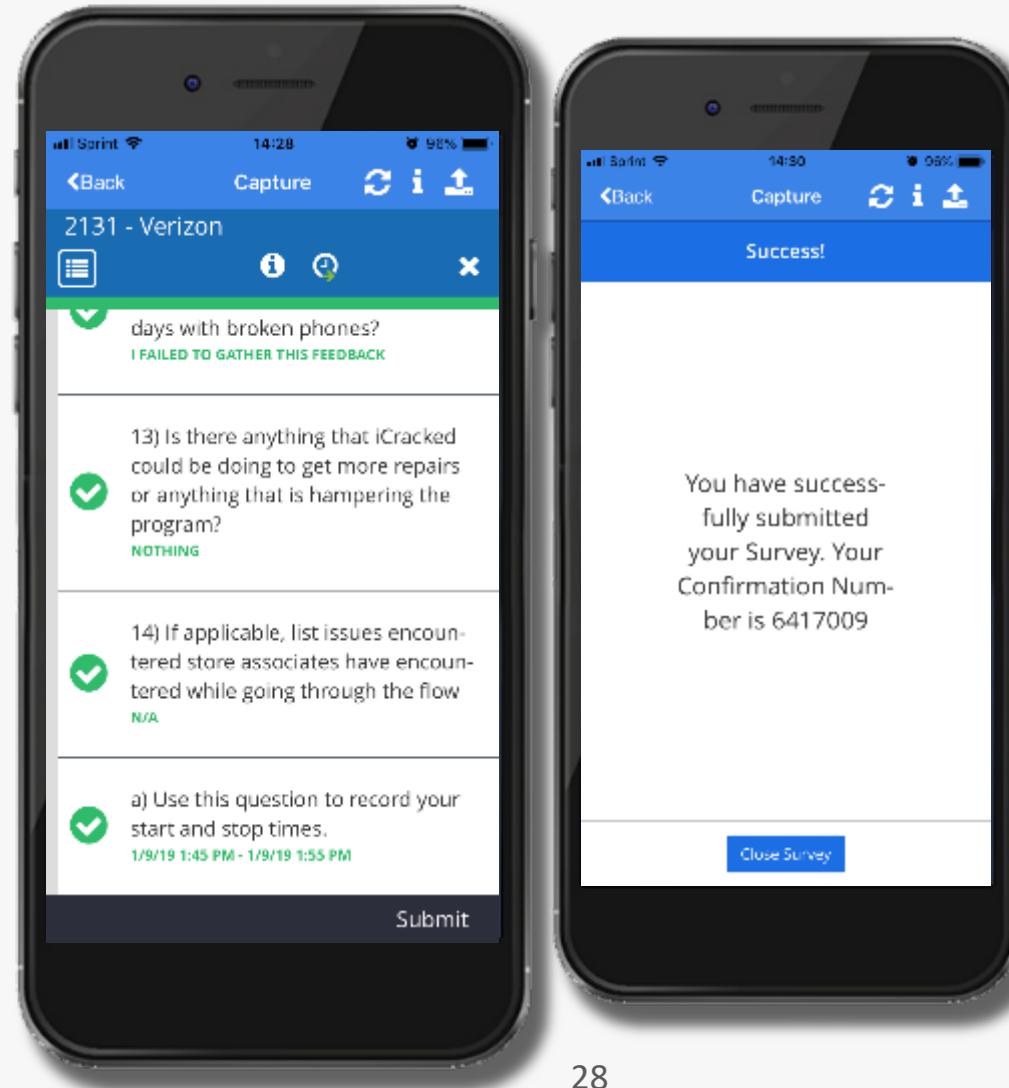 Sprint 14:28 96%
Back Capture
2131 - Verizon
days with broken phones?
I FAILED TO GATHER THIS FEEDBACK
13) Is there anything that iCracked
could be doing to get more repairs
or anything that is hampering the
program?
NOTHING
14) If applicable, list issues encoun-
tered store associates have encoun-
tered while going through the flow
N/A
a) Use this question to record your
start and stop times.
1/9/19 1:45 PM - 1/9/19 1:55 PM
Submit
Sprint 14:30 96%
Back Capture
Success!
You have success-
fully submitted
your Survey. Your
Confirmation Num-
ber is 6417009
Close Survey
28